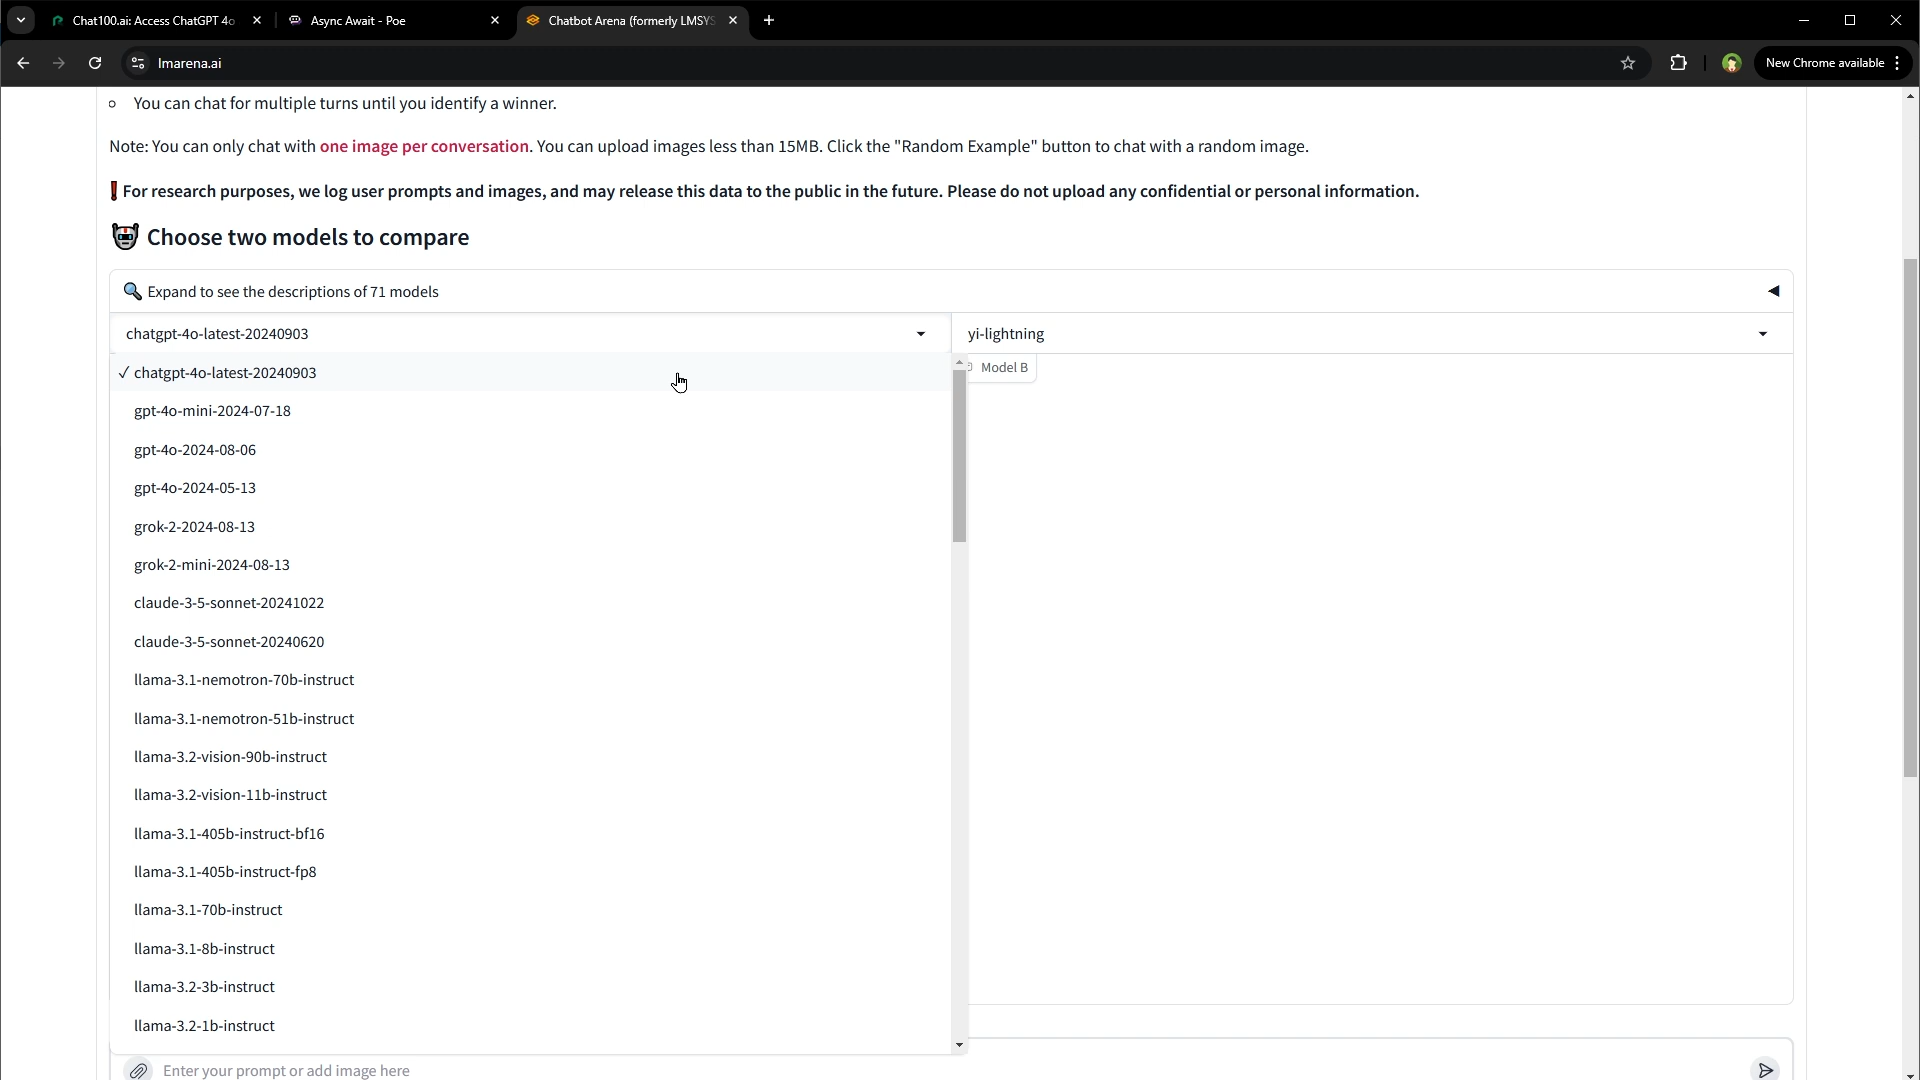 Chat100.ai: Access ChatGPT 4o
Async Await - Poe
Chatbot Arena (formerly LMSYS
lmarena.ai
New Chrome available
You can chat for multiple turns until you identify a winner.
Note: You can only chat with one image per conversation. You can upload images less than 15MB. Click the "Random Example" button to chat with a random image.
❗For research purposes, we log user prompts and images, and may release this data to the public in the future. Please do not upload any confidential or personal information.
Choose two models to compare
Expand to see the descriptions of 71 models
chatgpt-4o-latest-20240903
yi-lightning
✓ chatgpt-4o-latest-20240903
Model B
gpt-4o-mini-2024-07-18
gpt-4o-2024-08-06
gpt-4o-2024-05-13
grok-2-2024-08-13
grok-2-mini-2024-08-13
claude-3-5-sonnet-20241022
claude-3-5-sonnet-20240620
llama-3.1-nemotron-70b-instruct
llama-3.1-nemotron-51b-instruct
llama-3.2-vision-90b-instruct
llama-3.2-vision-11b-instruct
llama-3.1-405b-instruct-bf16
llama-3.1-405b-instruct-fp8
llama-3.1-70b-instruct
llama-3.1-8b-instruct
llama-3.2-3b-instruct
llama-3.2-1b-instruct
Enter your prompt or add image here